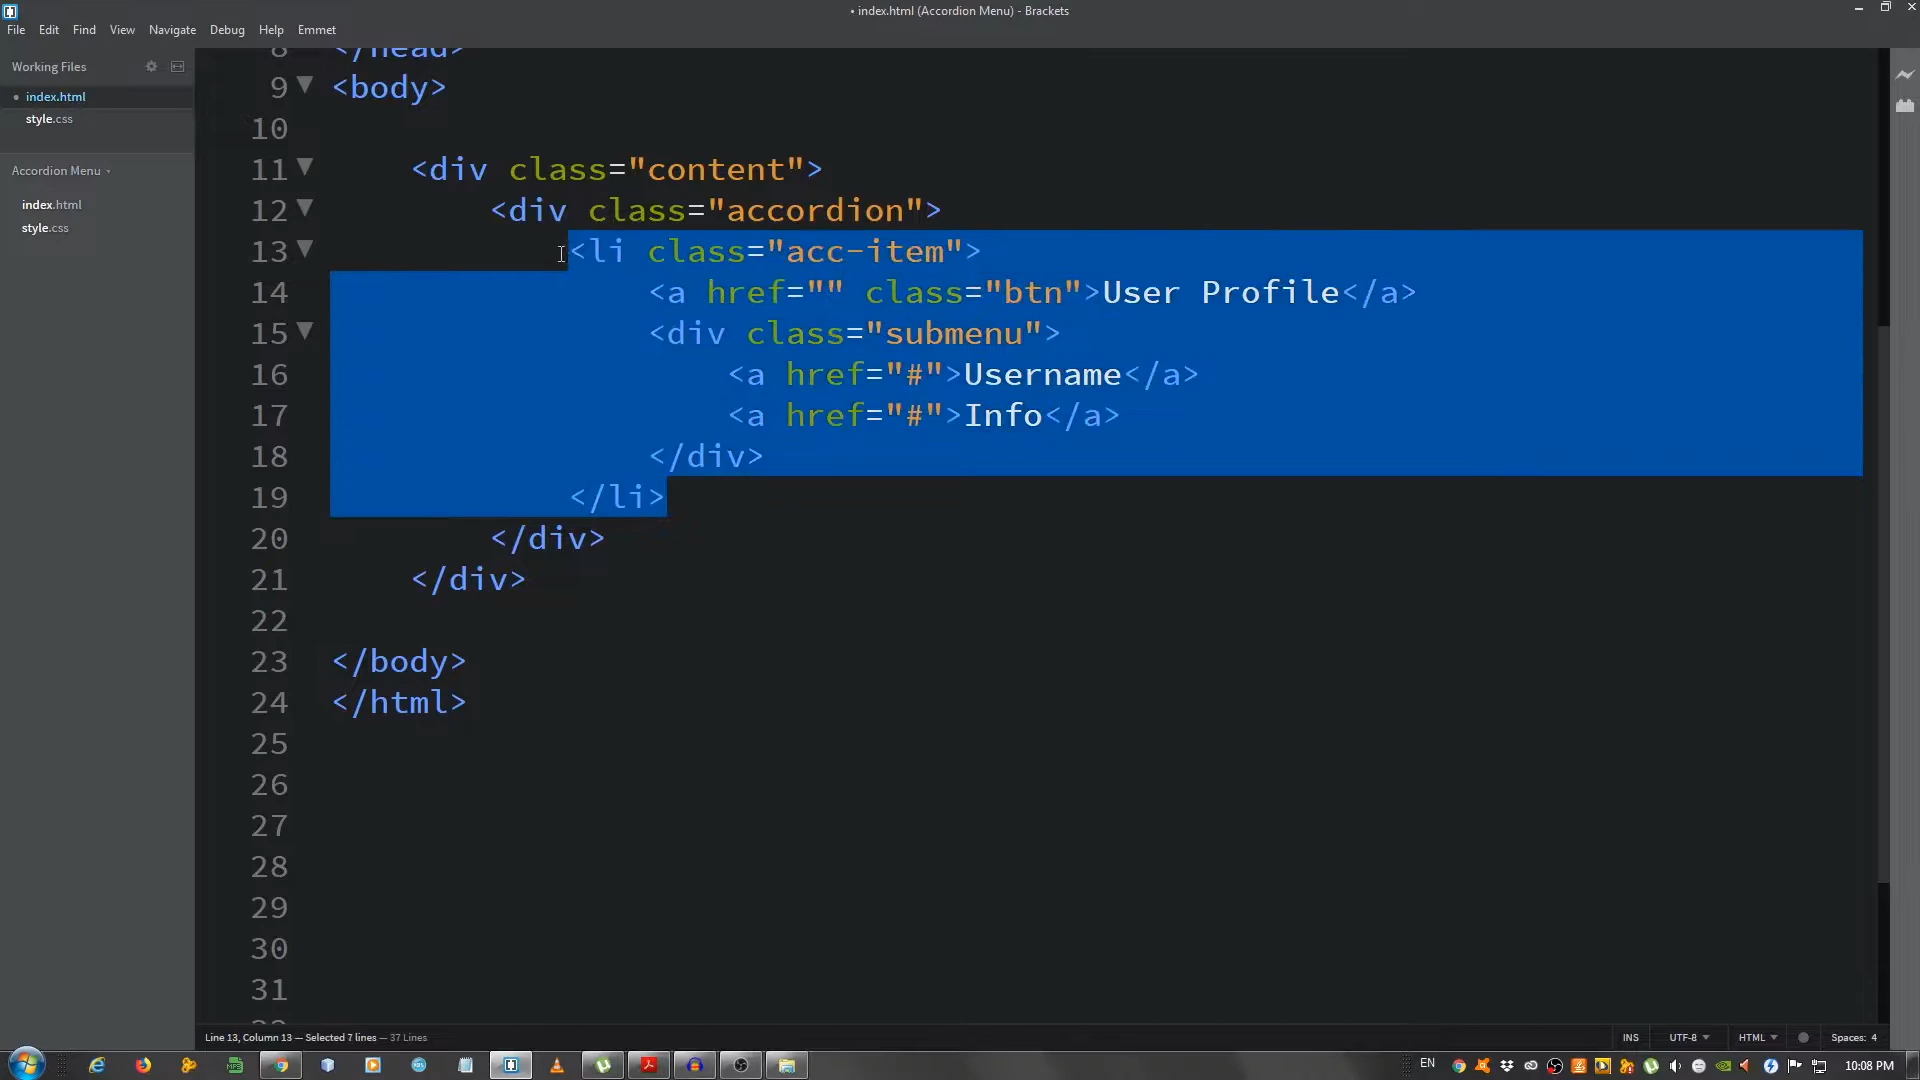 • index.html (Accordion Menu) - Brackets
File Edit Find View Navigate Debug Help Emmet
Working Files
• index.html
style.css
Accordion Menu
index.html
style.css
8 </head>
9 <body>
10
11 <div class="content">
12 <div class="accordion">
13 <li class="acc-item">
14 <a href="" class="btn">User Profile</a>
15 <div class="submenu">
16 <a href="#">Username</a>
17 <a href="#">Info</a>
18 </div>
19 </li>
20 </div>
21 </div>
22
23 </body>
24 </html>
25
26
27
28
29
30
31
Line 13, Column 13 — Selected 7 lines — 37 Lines
INS UTF-8 HTML Spaces: 4
EN 10:08 PM